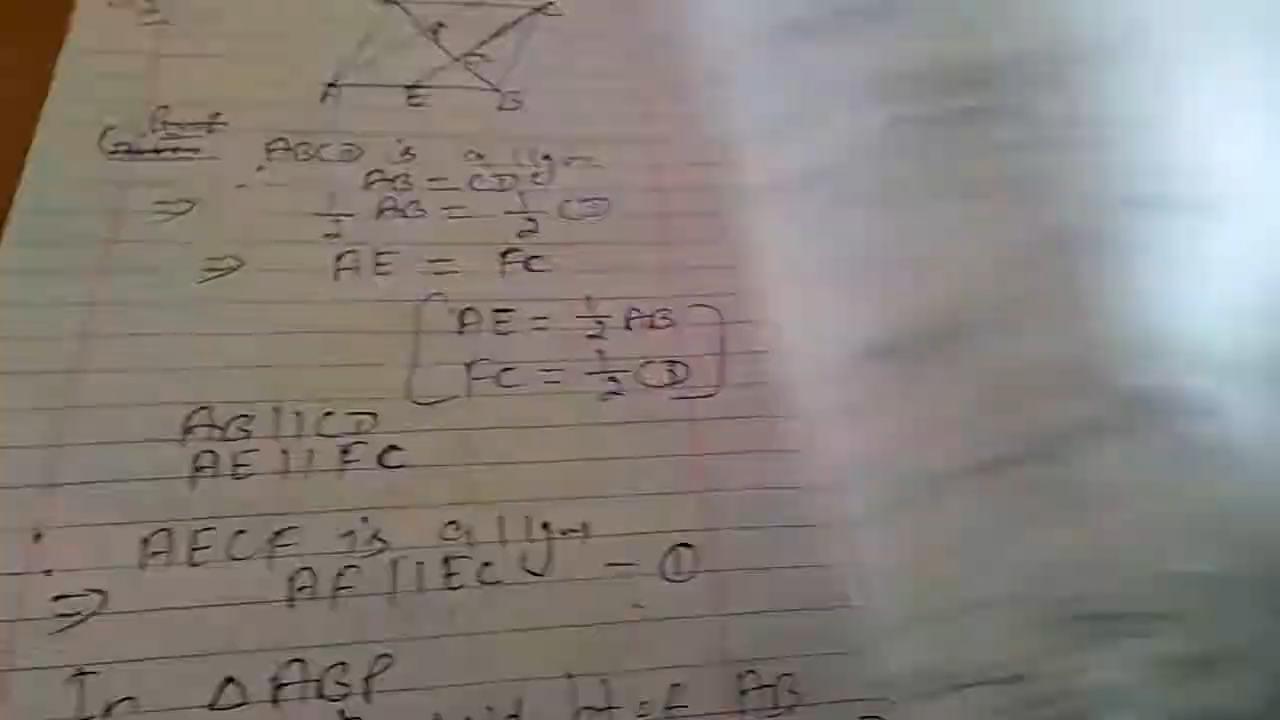 A E B
ABCD is a llgm
∴ AB = CD
⇒ 1/2 AB = 1/2 CD
⇒ AE = FC
[AE = 1/2 AB
FC = 1/2 CD]
AB || CD
AE || FC
∴ AECF is a llgm
⇒ AF || EC - ①
In △ ABP
AB